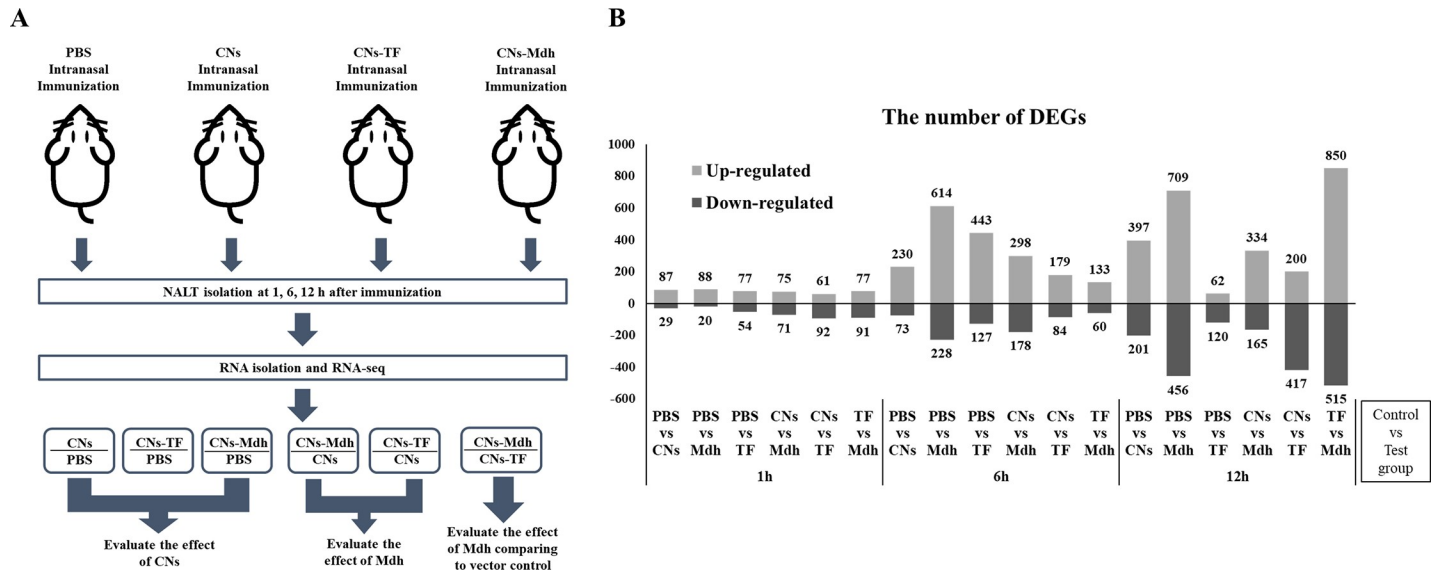 A
PBS
Intranasal
Immunization
CNs
Intranasal
Immunization
CNs-TF
Intranasal
Immunization
CNs-Mdh
Intranasal
Immunization
NALT isolation at 1, 6, 12 h after immunization
RNA isolation and RNA-seq
CNs
PBS
CNs-TF
PBS
CNs-Mdh
PBS
CNs-Mdh
CNs
CNs-TF
CNs
CNs-Mdh
CNs-TF
Evaluate the effect
of CNs
Evaluate the
effect of Mdh
Evaluate the effect
of Mdh comparing
to vector control
B
The number of DEGs
Up-regulated
Down-regulated
1000
800
600
400
200
0
-200
-400
-600
87 88 77 75 61 77 230 614 443 298 179 133 397 709 62 334 200 850
29 20 54 71 92 91 73 228 127 178 84 60 201 456 120 165 417 515
PBS PBS PBS CNs CNs TF PBS PBS PBS CNs CNs TF PBS PBS PBS CNs CNs TF
vs vs vs vs vs vs vs vs vs vs vs vs vs vs vs vs vs vs
CNs Mdh TF Mdh TF Mdh CNs Mdh TF Mdh TF Mdh CNs Mdh TF Mdh TF Mdh
1h 6h 12h
Control
vs
Test
group